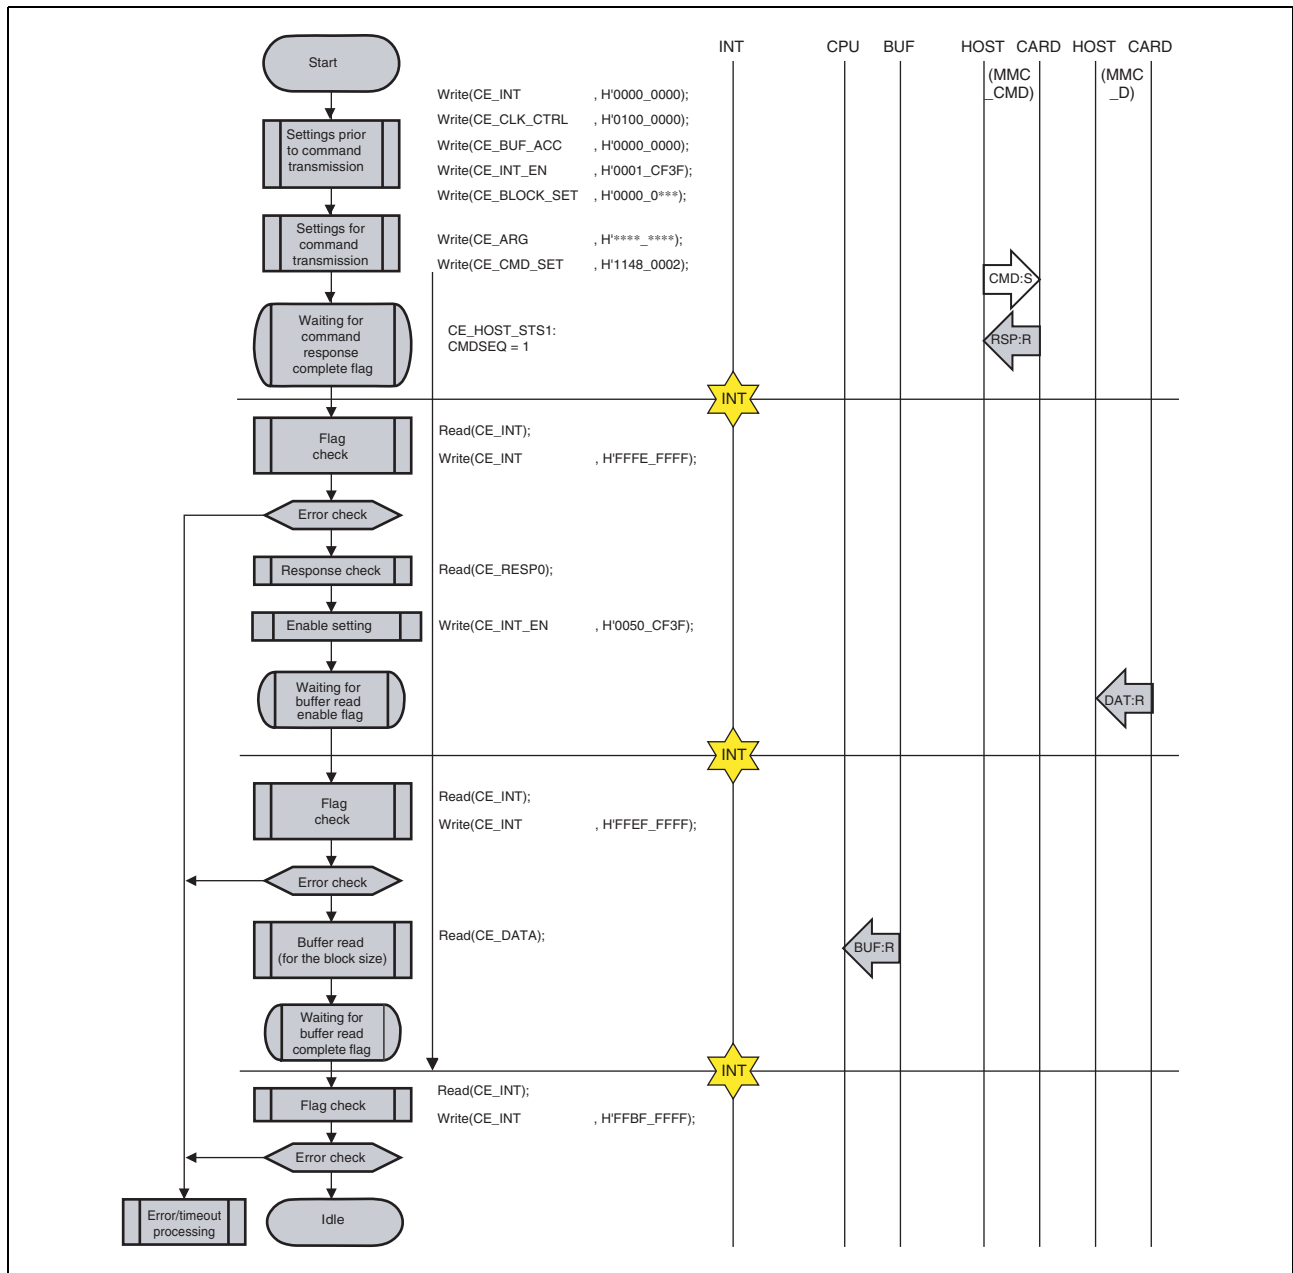 INT CPU BUF HOST CARD HOST CARD
(MMC
_CMD)
(MMC
_D)
Start
Write(CE_INT , H'0000_0000);
Write(CE_CLK_CTRL , H'0100_0000);
Write(CE_BUF_ACC , H'0000_0000);
Write(CE_INT_EN , H'0001_CF3F);
Write(CE_BLOCK_SET , H'0000_0***);
Settings prior
to command
transmission
Settings for
command
transmission
Write(CE_ARG , H'****_****);
Write(CE_CMD_SET , H'1148_0002);
CMD:S
Waiting for
command
response
complete flag
CE_HOST_STS1:
CMDSEQ = 1
RSP:R
INT
Flag
check
Read(CE_INT);
Write(CE_INT , H'FFFE_FFFF);
Error check
Response check
Read(CE_RESP0);
Enable setting
Write(CE_INT_EN , H'0050_CF3F);
Waiting for
buffer read
enable flag
DAT:R
INT
Flag
check
Read(CE_INT);
Write(CE_INT , H'FFEF_FFFF);
Error check
Buffer read
(for the block size)
Read(CE_DATA);
BUF:R
Waiting for
buffer read
complete flag
INT
Flag check
Read(CE_INT);
Write(CE_INT , H'FFBF_FFFF);
Error check
Error/timeout
processing
Idle